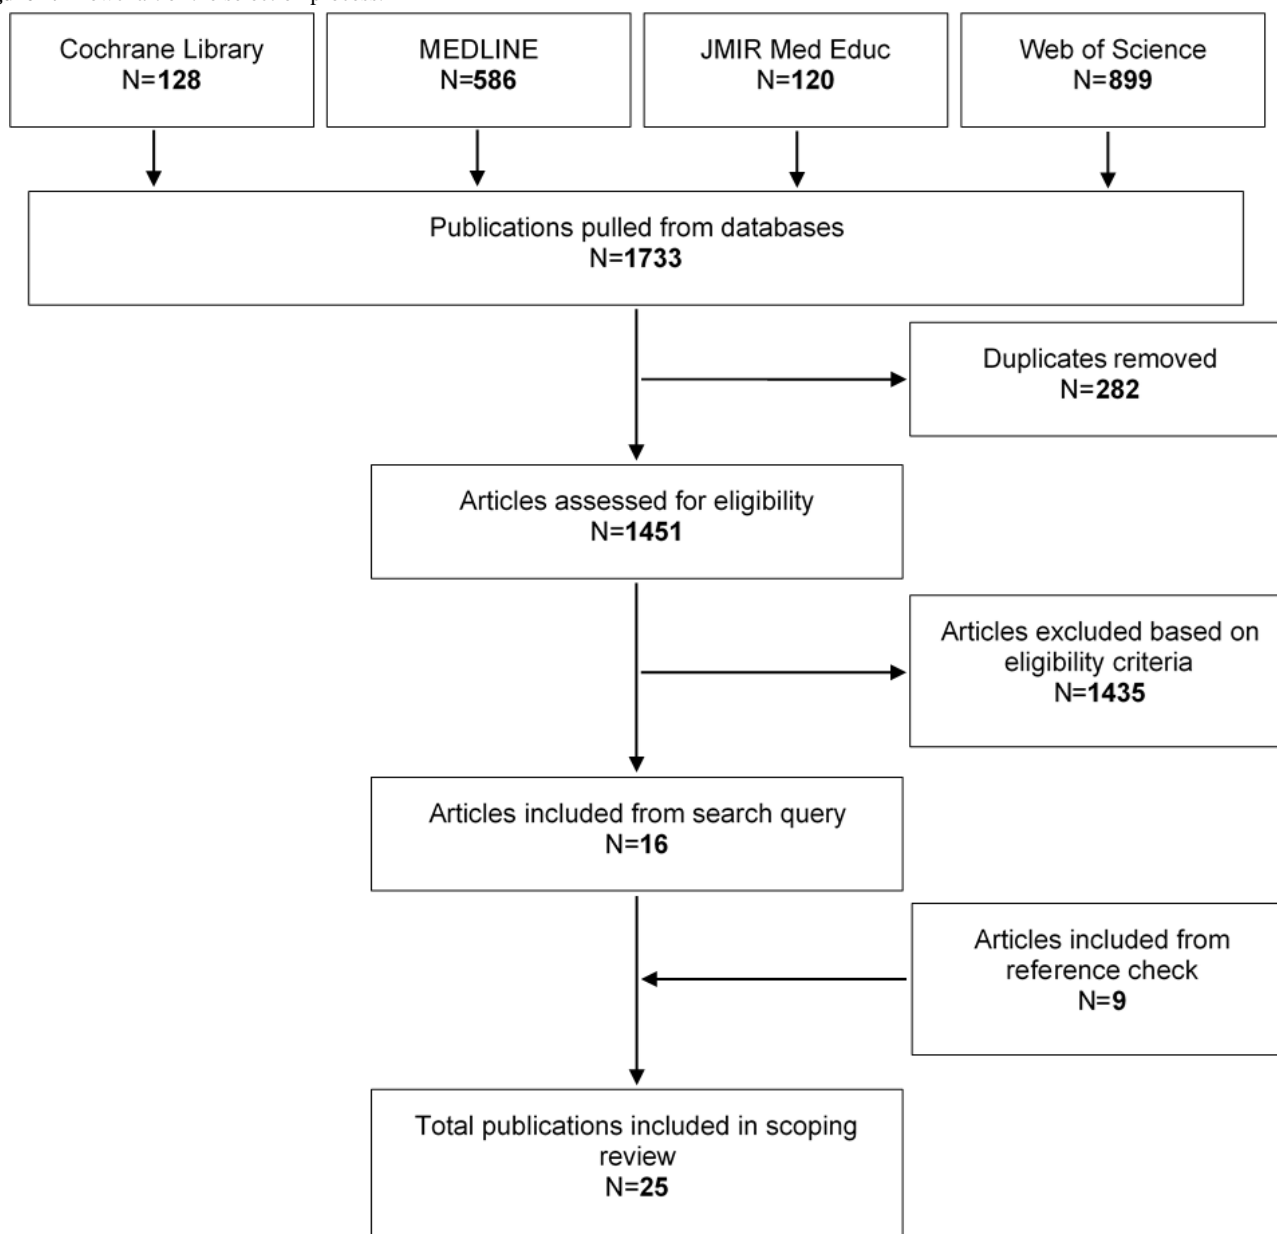 Cochrane Library
N=128
MEDLINE
N=586
JMIR Med Educ
N=120
Web of Science
N=899
Publications pulled from databases
N=1733
Duplicates removed
N=282
Articles assessed for eligibility
N=1451
Articles excluded based on
eligibility criteria
N=1435
Articles included from search query
N=16
Articles included from
reference check
N=9
Total publications included in scoping
review
N=25